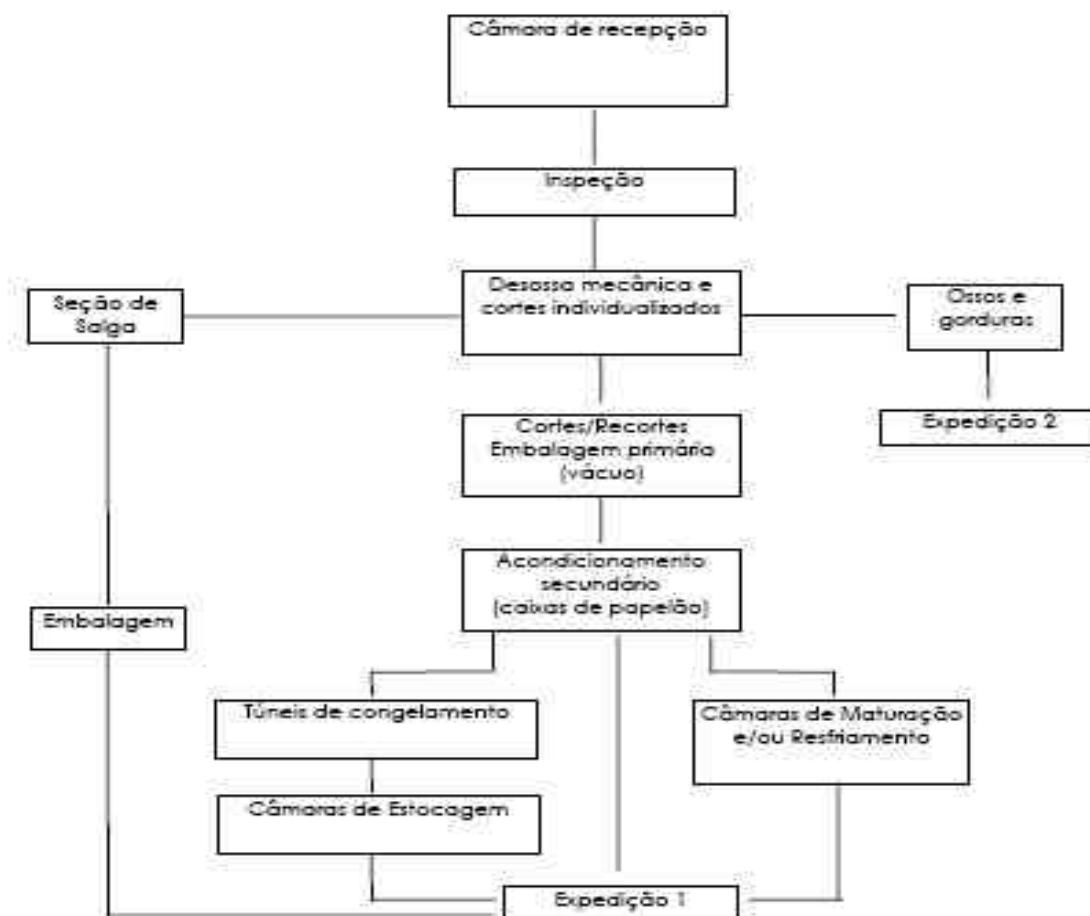 Câmara de recepção
Inspeção
Desossa mecânica e
cortes individualizados
Seção de
Salga
Ossos e
gorduras
Expedição 2
Cortes/Recortes
Embalagem primária
(vácuo)
Acondicionamento
secundário
(caixas de papelão)
Embalagem
Túneis de congelamento
Câmaras de Maturação
e/ou Resfriamento
Câmaras de Estocagem
Expedição 1